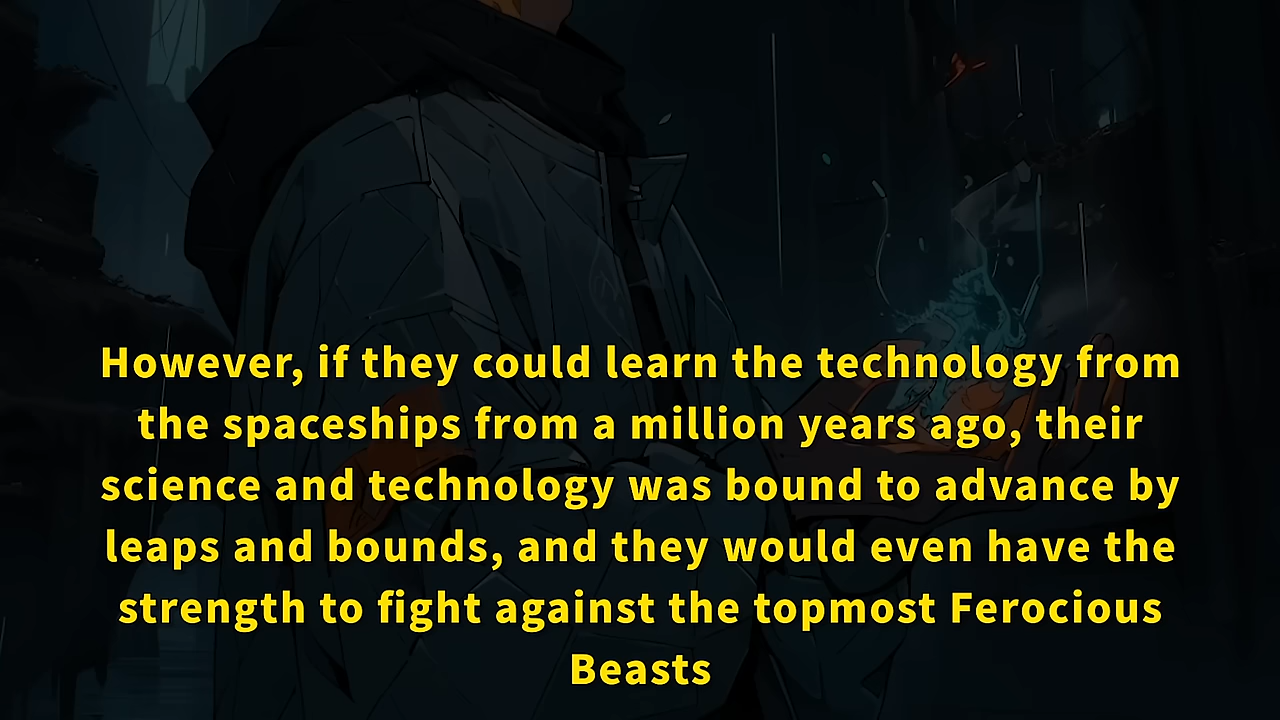 However, if they could learn the technology from
the spaceships from a million years ago, their
science and technology was bound to advance by
leaps and bounds, and they would even have the
strength to fight against the topmost Ferocious
Beasts